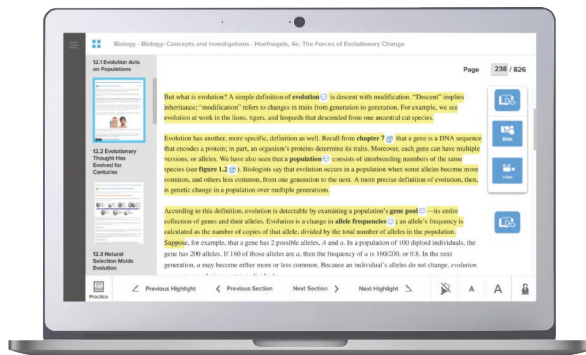 Biology - Biology: Concepts and Investigations - Hoefnagels, 4e, The Forces of Evolutionary Change
12.1 Evolution Acts
on Populations
12.2 Evolutionary
Thought Has
Evolved for
Centuries
12.3 Natural
Selection Molds
Evolution
Page 238 / 826
But what is evolution? A simple definition of evolution is descent with modification. "Descent" implies
inheritance; "modification" refers to changes in traits from generation to generation. For example, we see
evolution at work in the lions, tigers, and leopards that descended from one ancestral cat species.
Evolution has another, more specific, definition as well. Recall from chapter 7 that a gene is a DNA sequence
that encodes a protein; in part, an organism's proteins determine its traits. Moreover, each gene can have multiple
versions, or alleles. We have also seen that a population consists of interbreeding members of the same
species (see figure 1.2). Biologists say that evolution occurs in a population when some alleles become more
common, and others less common, from one generation to the next. A more precise definition of evolution, then,
is genetic change in a population over multiple generations.
According to this definition, evolution is detectable by examining a population's gene pool—its entire
collection of genes and their alleles. Evolution is a change in allele frequencies; an allele's frequency is
calculated as the number of copies of that allele, divided by the total number of alleles in the population.
Suppose, for example, that a gene has 2 possible alleles, A and a. In a population of 100 diploid individuals, the
gene has 200 alleles. If 160 of those alleles are a, then the frequency of a is 160/200, or 0.8. In the next
generation, a may become either more or less common. Because an individual's alleles do not change, evolution
Slide
Video
Practice
Previous Highlight
Previous Section
Next Section
Next Highlight
A
A